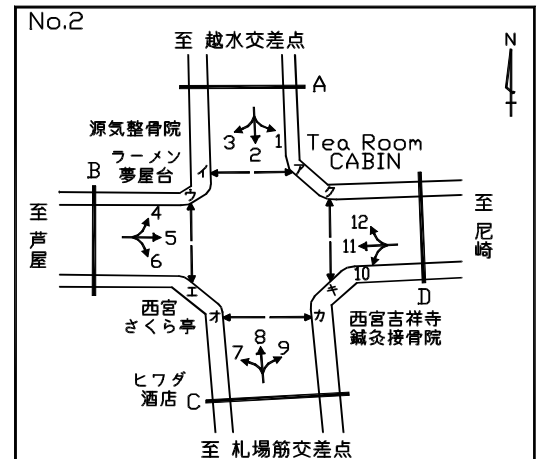 No.2
至 越水交差点
N
A
源気整骨院
3
2
1
Tea Room
CABIN
ラーメン
夢屋台
B
イ
ア
ウ
ク
至
芦
屋
4
5
6
12
11
10
至
尼
崎
エ
キ
D
西宮
さくら亭
オ
カ
西宮吉祥寺
鍼灸接骨院
7
8
9
ヒワダ
酒店
C
至 札場筋交差点